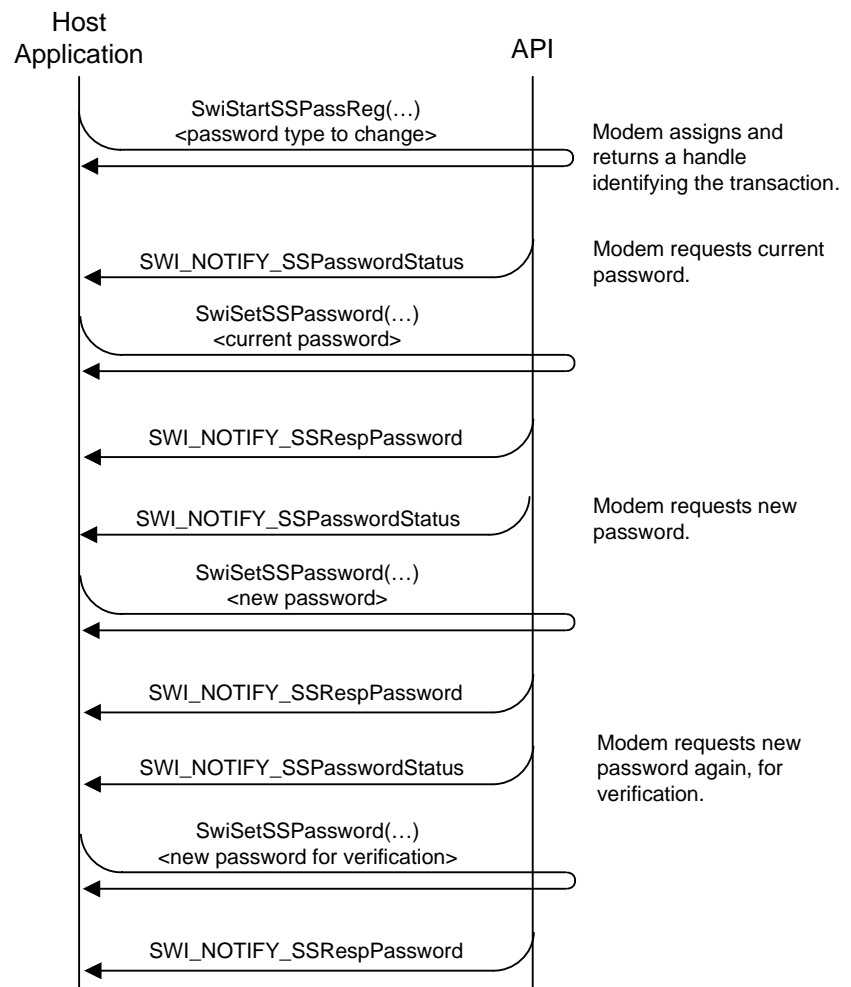 Host
Application
API
SwiStartSSPassReg(…)
<password type to change>
Modem assigns and
returns a handle
identifying the transaction.
SWI_NOTIFY_SSPasswordStatus
Modem requests current
password.
SwiSetSSPassword(…)
<current password>
SWI_NOTIFY_SSRespPassword
SWI_NOTIFY_SSPasswordStatus
Modem requests new
password.
SwiSetSSPassword(…)
<new password>
SWI_NOTIFY_SSRespPassword
SWI_NOTIFY_SSPasswordStatus
Modem requests new
password again, for
verification.
SwiSetSSPassword(…)
<new password for verification>
SWI_NOTIFY_SSRespPassword